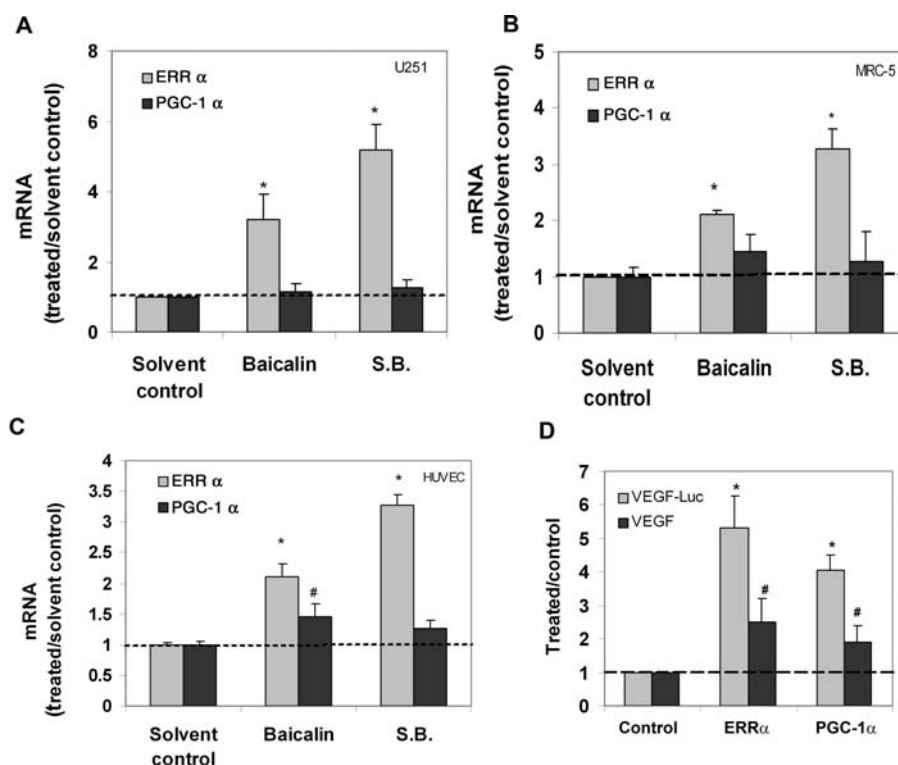 A
8
6
4
2
0
mRNA
(treated/solvent control)
ERR α
PGC-1 α
U251
*
*
Solvent
control
Baicalin
S.B.
B
5
4
3
2
1
0
mRNA
(treated/solvent control)
ERR α
PGC-1 α
MRC-5
*
*
Solvent
control
Baicalin
S.B.
C
4
3.5
3
2.5
2
1.5
1
0.5
0
mRNA
(treated/solvent control)
ERR α
PGC-1 α
HUVEC
*
#
*
Solvent
control
Baicalin
S.B.
D
7
6
5
4
3
2
1
0
Treated/control
VEGF-Luc
VEGF
*
#
*
#
Control
ERRα
PGC-1α